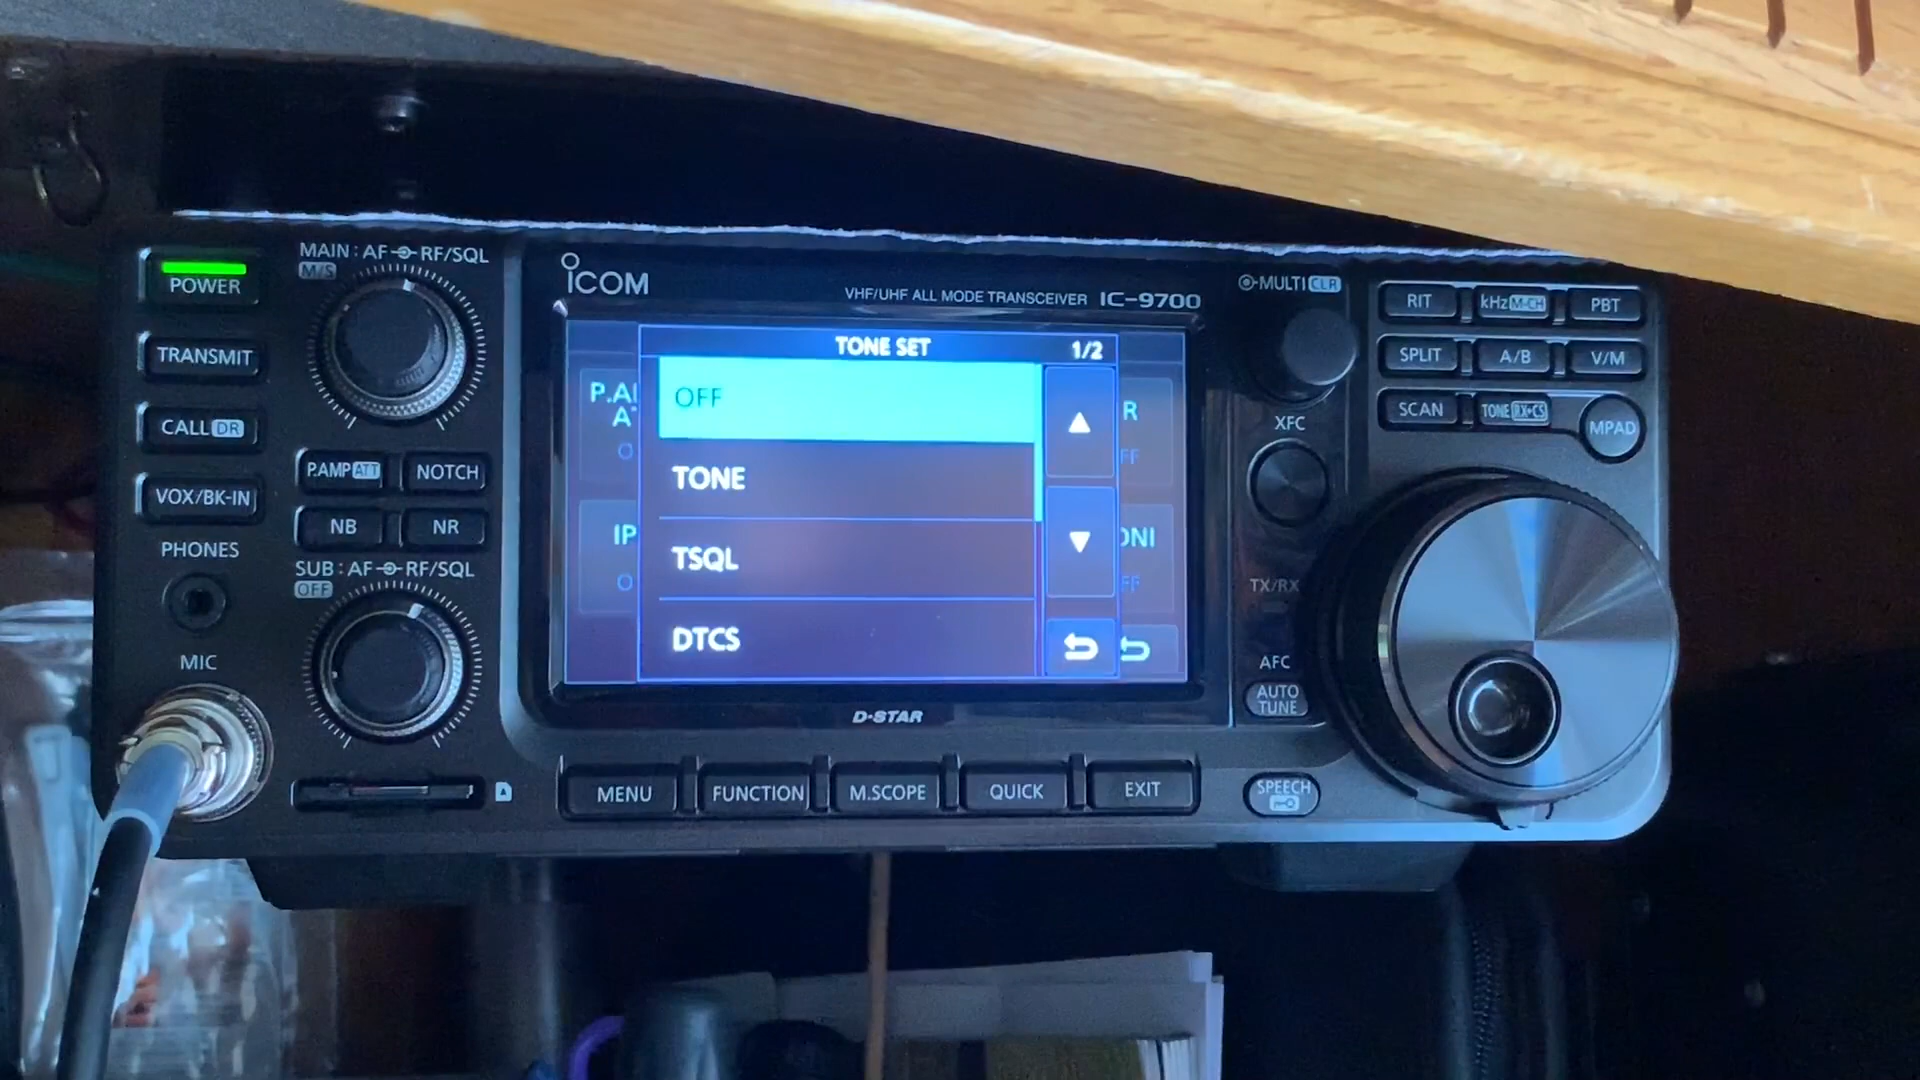 ICOM
VHF/UHF ALL MODE TRANSCEIVER IC-9700
POWER
TRANSMIT
CALL DR
VOX/BK-IN
PHONES
MIC
MAIN : AF RF/SQL
M/S
P.AMP ATT
NOTCH
NB
NR
SUB : AF RF/SQL
OFF
TONE SET 1/2
OFF
TONE
TSQL
DTCS
P.A
A
O
IP
O
R
FF
ONI
FF
D-STAR
MENU
FUNCTION
M.SCOPE
QUICK
EXIT
MULTI CLR
XFC
TX/RX
AFC
AUTO
TUNE
SPEECH
RIT
kHz M-CH
PBT
SPLIT
A/B
V/M
SCAN
TONE RX→CS
MPAD